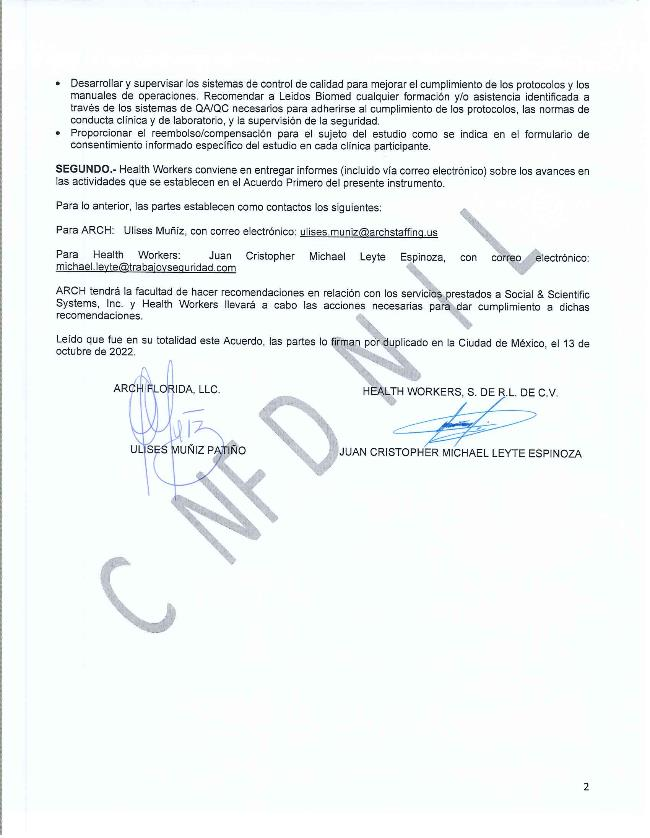 • Desarrollar y supervisar los sistemas de control de calidad para mejorar el cumplimiento de los protocolos y los
manuales de operaciones. Recomendar a Leidos Biomed cualquier formación y/o asistencia identificada a
través de los sistemas de QA/QC necesarios para adherirse al cumplimiento de los protocolos, las normas de
conducta clínica y de laboratorio, y la supervisión de la seguridad.
• Proporcionar el reembolso/compensación para el sujeto del estudio como se indica en el formulario de
consentimiento informado específico del estudio en cada clínica participante.
SEGUNDO.- Health Workers conviene en entregar informes (incluido vía correo electrónico) sobre los avances en
las actividades que se establecen en el Acuerdo Primero del presente instrumento.
Para lo anterior, las partes establecen como contactos los siguientes:
Para ARCH: Ulises Muñíz, con correo electrónico: ulises.muniz@archstaffing.us
Para Health Workers: Juan Cristopher Michael Leyte Espinoza, con correo electrónico:
michael.leyte@trabajoyseguridad.com
ARCH tendrá la facultad de hacer recomendaciones en relación con los servicios prestados a Social & Scientific
Systems, Inc. y Health Workers llevará a cabo las acciones necesarias para dar cumplimiento a dichas
recomendaciones.
Leído que fue en su totalidad este Acuerdo, las partes lo firman por duplicado en la Ciudad de México, el 13 de
octubre de 2022.
ARCH FLORIDA, LLC.
HEALTH WORKERS, S. DE R.L. DE C.V.
ULISES MUÑIZ PATIÑO
JUAN CRISTOPHER MICHAEL LEYTE ESPINOZA
C NFD N I L
2